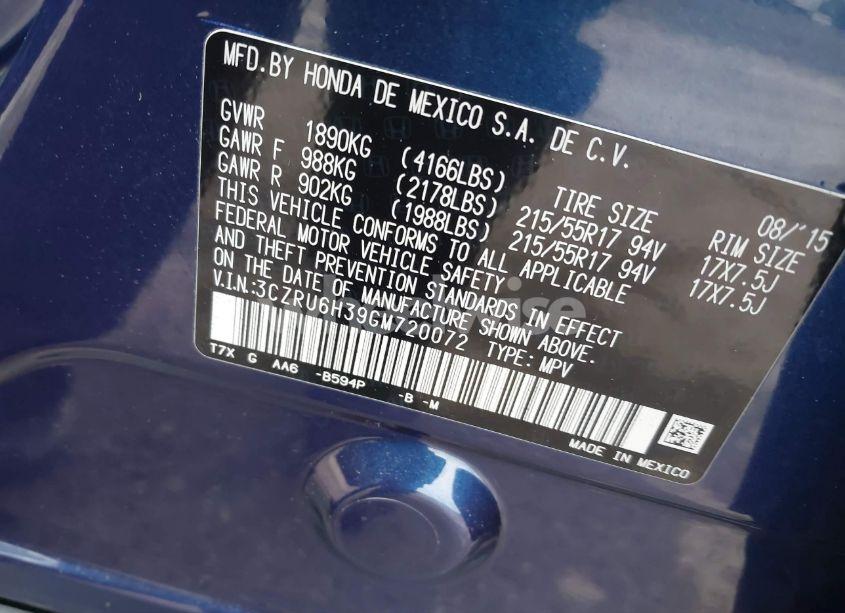 MFD.BY HONDA DE MEXICO S.A. DE C.V.
08/'15
GVWR 1890KG (4166LBS) TIRE SIZE RIM SIZE
GAWR F 988KG (2178LBS) 215/55R17 94V 17X7.5J
GAWR R 902KG (1988LBS) 215/55R17 94V 17X7.5J
THIS VEHICLE CONFORMS TO ALL APPLICABLE
FEDERAL MOTOR VEHICLE SAFETY
AND THEFT PREVENTION STANDARDS IN EFFECT
ON THE DATE OF MANUFACTURE SHOWN ABOVE.
V.I.N.:3CZRU6H39GM720072 TYPE: MPV
T7X G AA6 -B594P -B -M
MADE IN MEXICO